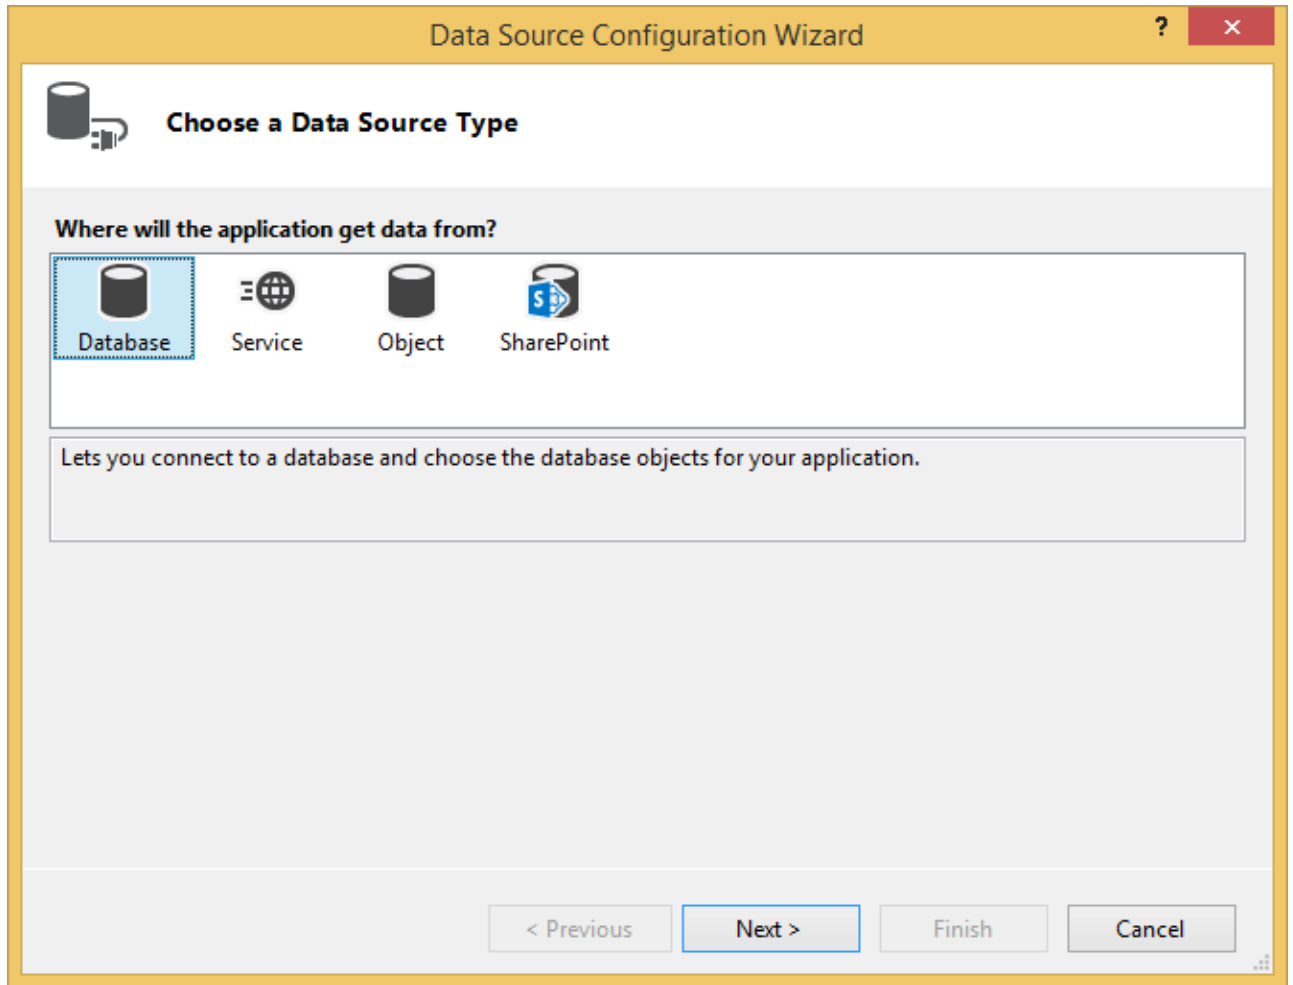 Data Source Configuration Wizard
?
Choose a Data Source Type
Where will the application get data from?
Database Service Object SharePoint
Lets you connect to a database and choose the database objects for your application.
< Previous Next > Finish Cancel